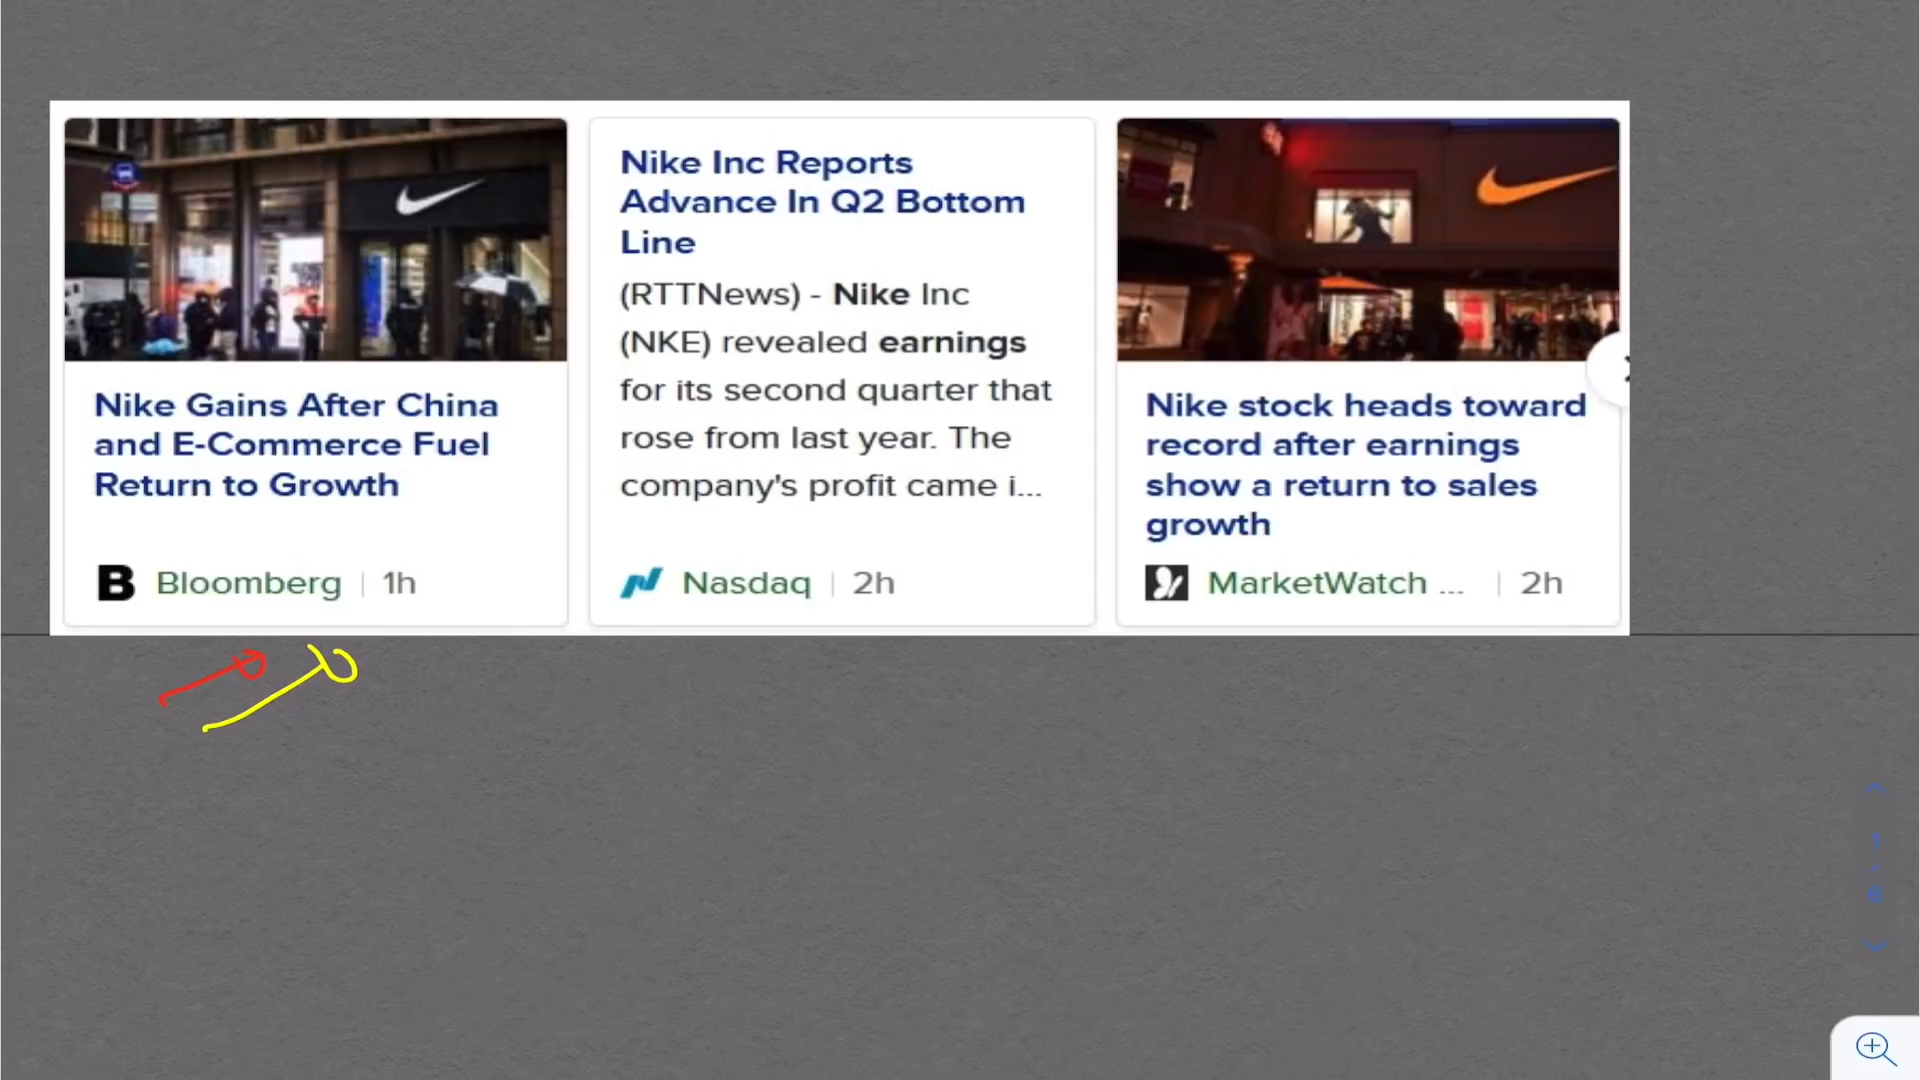 Nike Gains After China
and E-Commerce Fuel
Return to Growth
B Bloomberg | 1h
Nike Inc Reports
Advance In Q2 Bottom
Line
(RTTNews) - Nike Inc
(NKE) revealed earnings
for its second quarter that
rose from last year. The
company's profit came i...
Nasdaq | 2h
Nike stock heads toward
record after earnings
show a return to sales
growth
MarketWatch ... | 2h